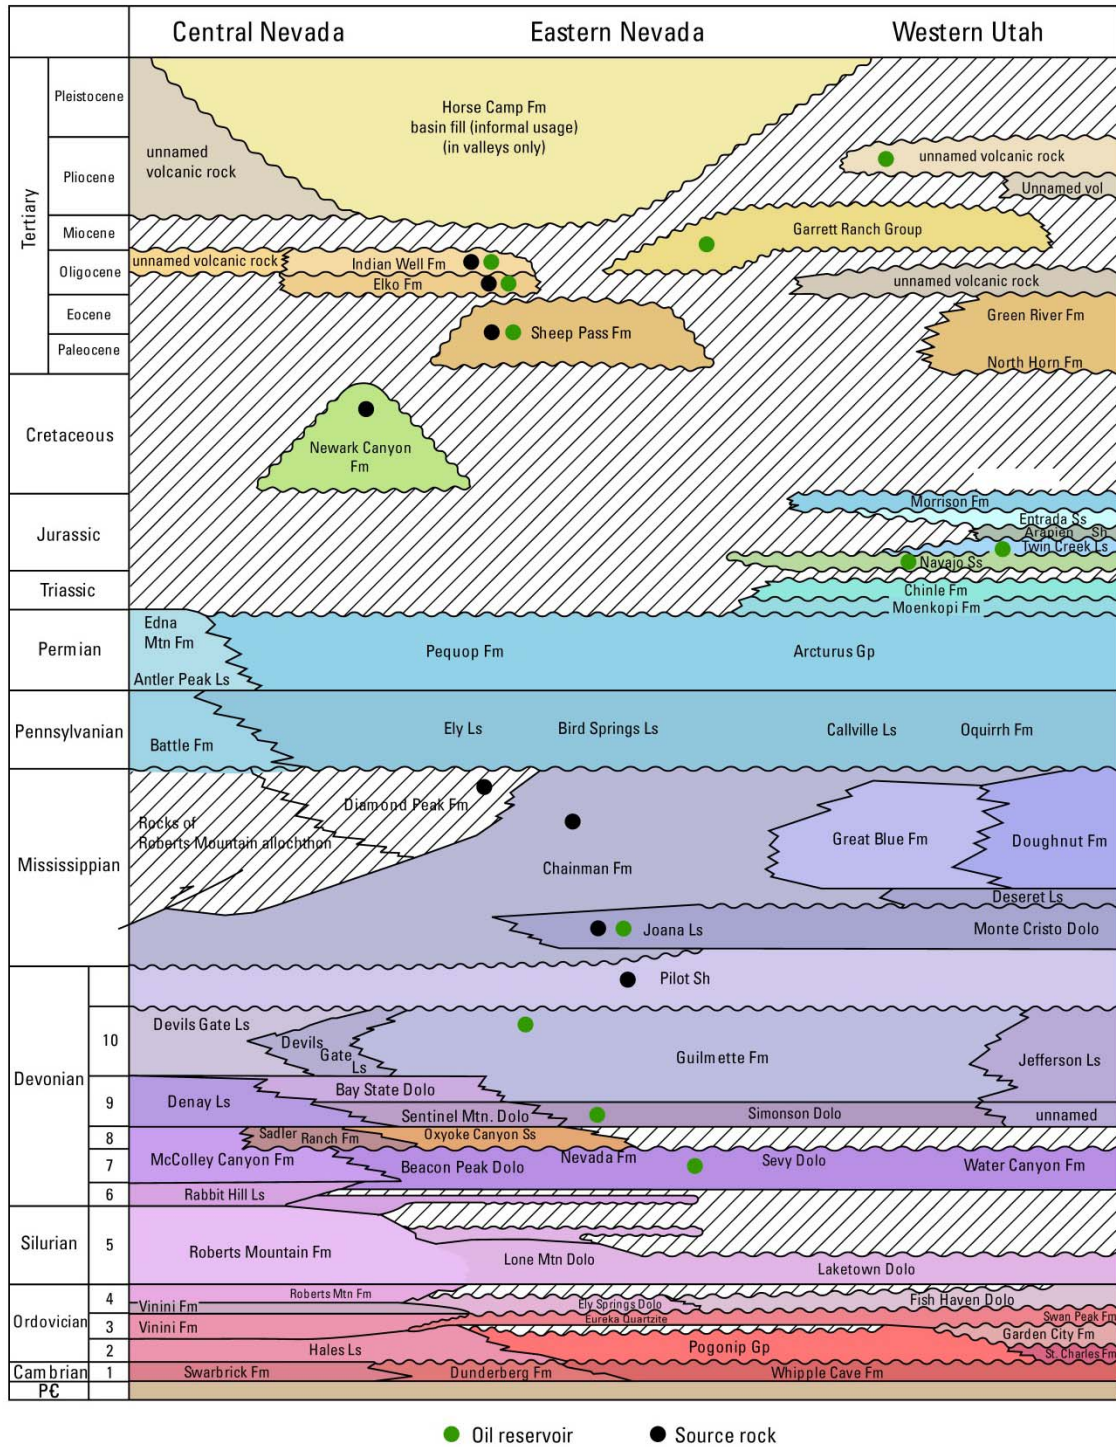 Central Nevada
Eastern Nevada
Western Utah
Tertiary
Pleistocene
Horse Camp Fm
basin fill (informal usage)
(in valleys only)
unnamed
volcanic rock
Pliocene
unnamed volcanic rock
Unnamed vol
Miocene
Garrett Ranch Group
Oligocene
unnamed volcanic rock
Indian Well Fm
Elko Fm
unnamed volcanic rock
Eocene
Green River Fm
Sheep Pass Fm
Paleocene
North Horn Fm
Cretaceous
Newark Canyon
Fm
Jurassic
Morrison Fm
Entrada Ss
Arapien Sh
Twin Creek Ls
Navajo Ss
Triassic
Chinle Fm
Moenkopi Fm
Permian
Edna
Mtn Fm
Antler Peak Ls
Pequop Fm
Arcturus Gp
Pennsylvanian
Battle Fm
Ely Ls
Bird Springs Ls
Callville Ls
Oquirrh Fm
Mississippian
Diamond Peak Fm
Rocks of
Roberts Mountain allochthon
Chainman Fm
Great Blue Fm
Doughnut Fm
Deseret Ls
Joana Ls
Monte Cristo Dolo
Devonian
Pilot Sh
10
Devils Gate Ls
Devils
Gate
Ls
Guilmette Fm
Jefferson Ls
9
Bay State Dolo
Denay Ls
Sentinel Mtn. Dolo
Simonson Dolo
unnamed
8
Sadler
Ranch Fm
Oxyoke Canyon Ss
7
McColley Canyon Fm
Beacon Peak Dolo
Nevada Fm
Sevy Dolo
Water Canyon Fm
6
Rabbit Hill Ls
Silurian
5
Roberts Mountain Fm
Lone Mtn Dolo
Laketown Dolo
Ordovician
4
Roberts Mtn Fm
Vinini Fm
Ely Springs Dolo
Fish Haven Dolo
3
Vinini Fm
Eureka Quartzite
Swan Peak Fm
Garden City Fm
2
Hales Ls
Pogonip Gp
St. Charles Fm
Cambrian
1
Swarbrick Fm
Dunderberg Fm
Whipple Cave Fm
P€
Oil reservoir
Source rock